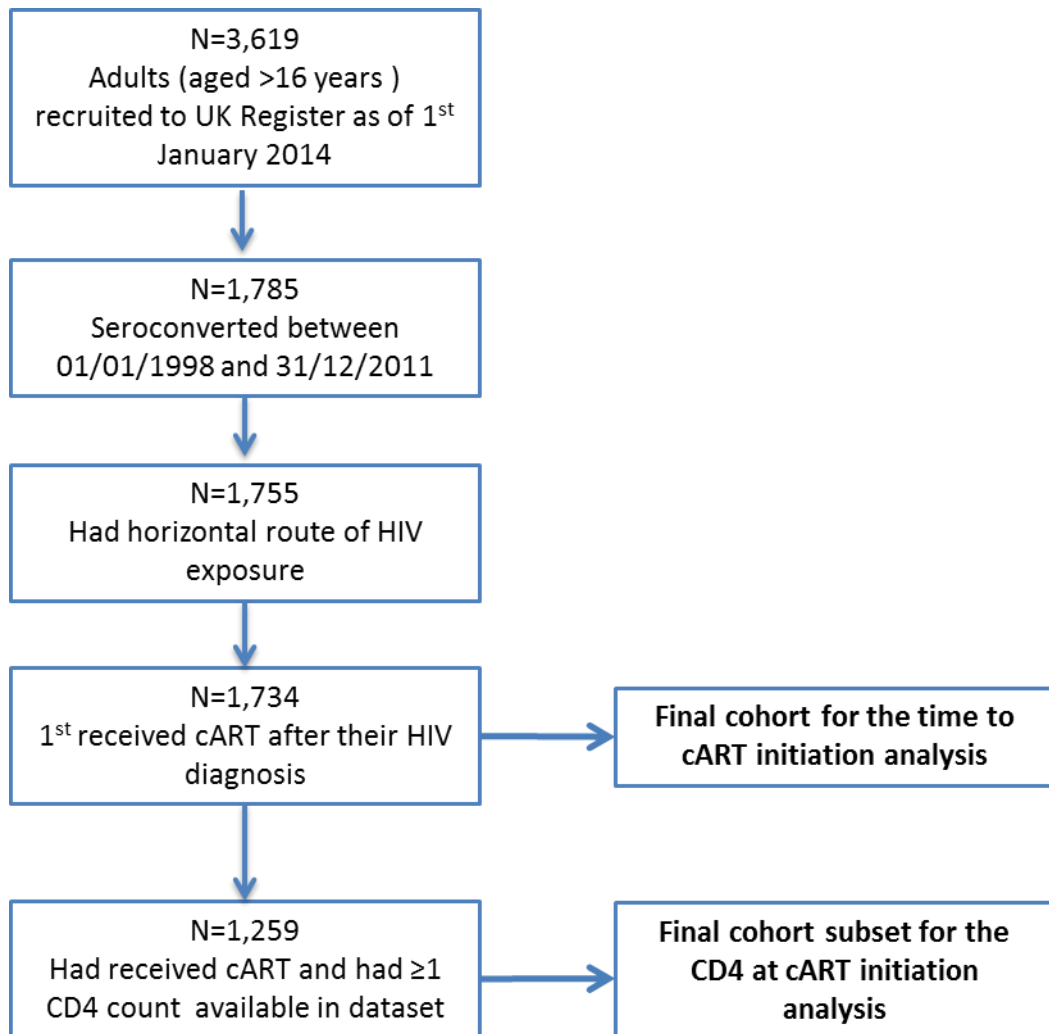 N=3,619
Adults (aged >16 years )
recruited to UK Register as of 1st
January 2014
N=1,785
Seroconverted between
01/01/1998 and 31/12/2011
N=1,755
Had horizontal route of HIV
exposure
N=1,734
1st received cART after their HIV
diagnosis
Final cohort for the time to
cART initiation analysis
N=1,259
Had received cART and had ≥1
CD4 count available in dataset
Final cohort subset for the
CD4 at cART initiation
analysis